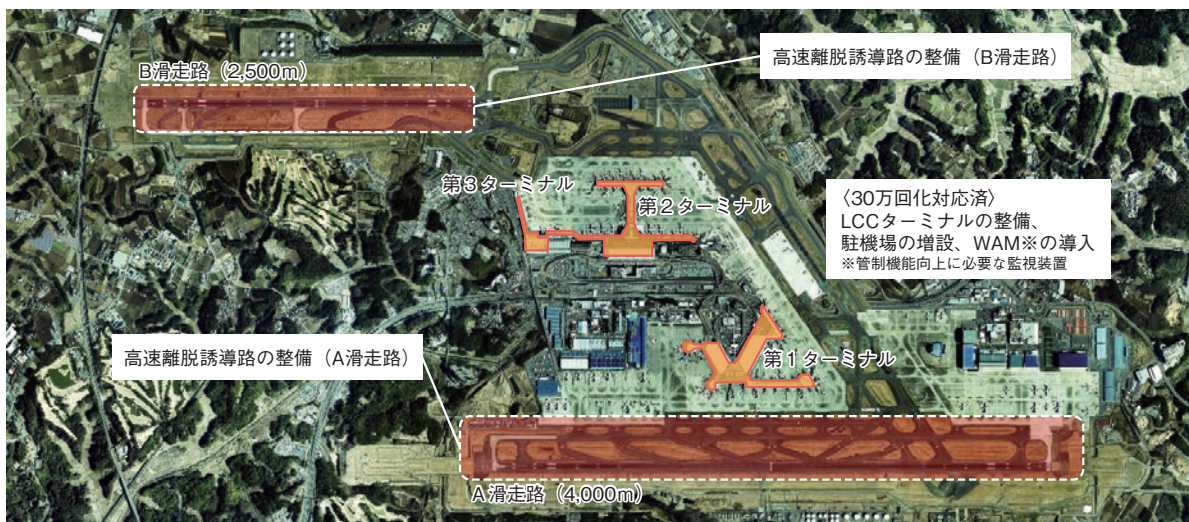 B滑走路（2,500m）
高速離脱誘導路の整備（B滑走路）
第3ターミナル
第2ターミナル
〈30万回化対応済〉
LCCターミナルの整備、
駐機場の増設、WAM※の導入
※管制機能向上に必要な監視装置
高速離脱誘導路の整備（A滑走路）
第1ターミナル
A滑走路（4,000m）